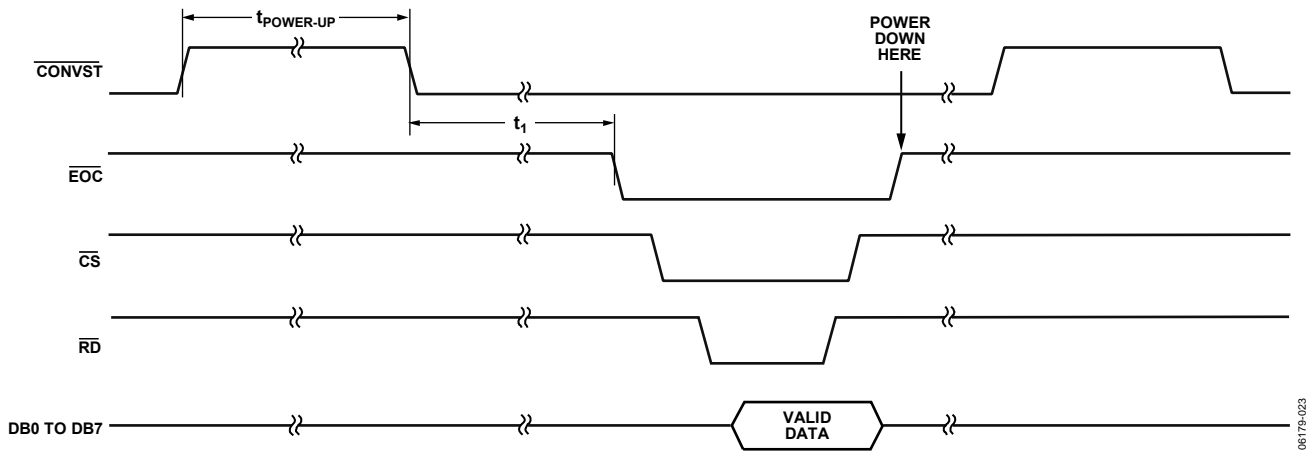 tPOWER-UP
POWER
DOWN
HERE
CONVST
t1
EOC
CS
RD
DB0 TO DB7
VALID
DATA
06179-023